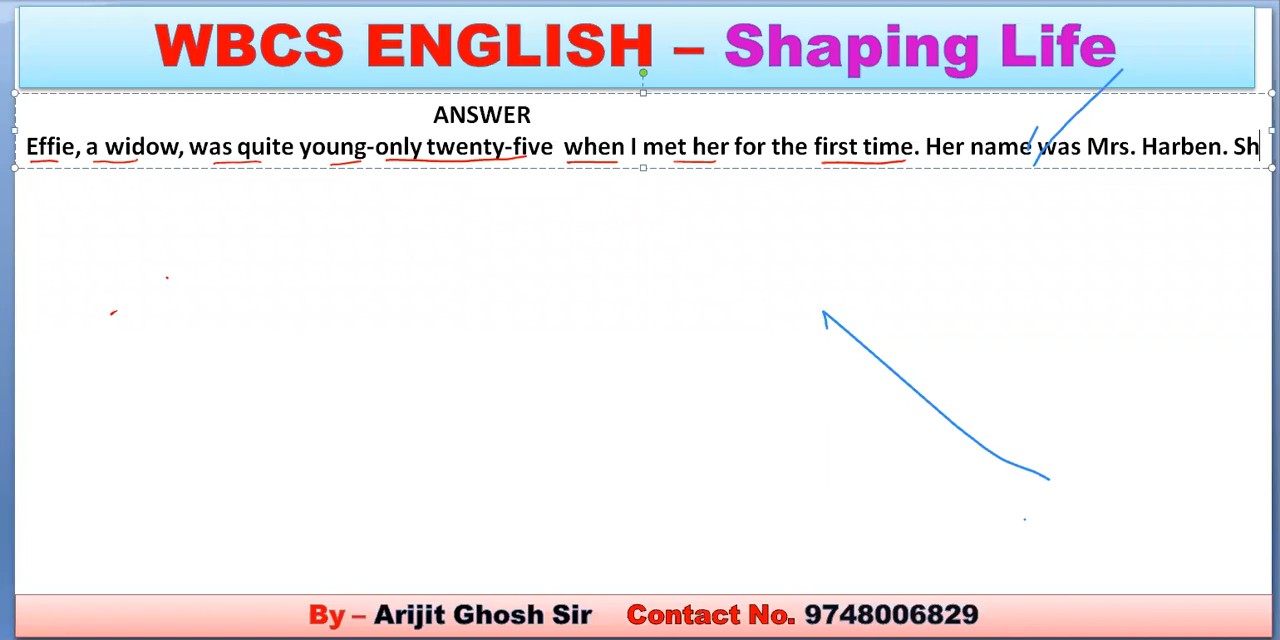 WBCS ENGLISH – Shaping Life
ANSWER
Effie, a widow, was quite young-only twenty-five when I met her for the first time. Her name was Mrs. Harben. Sh
By – Arijit Ghosh Sir Contact No. 9748006829